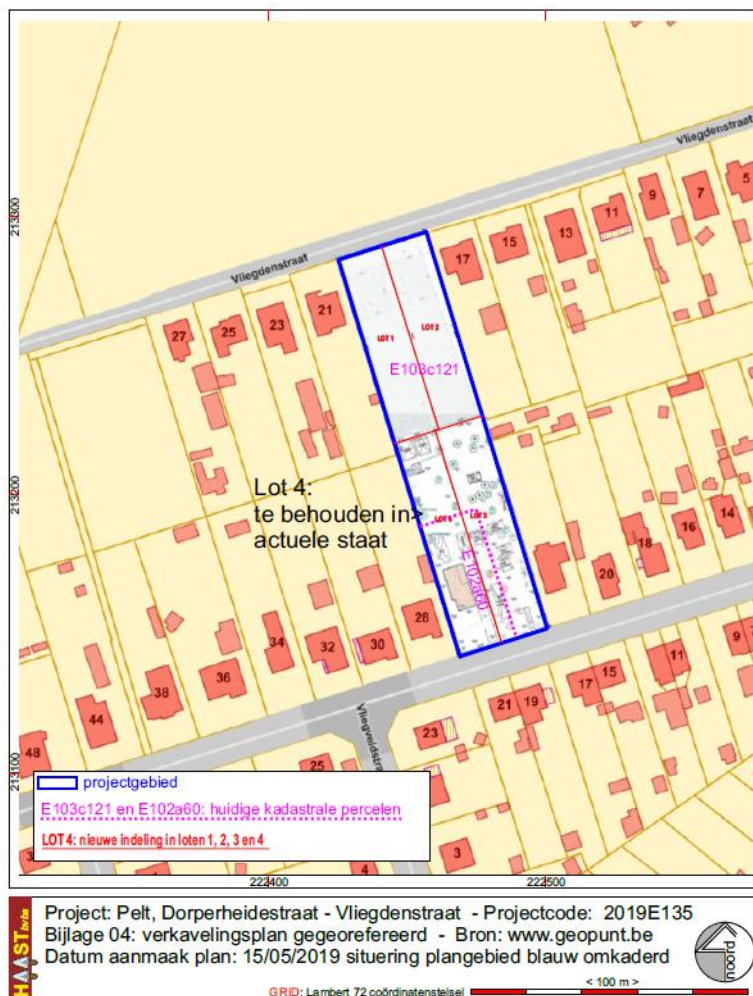 Vliegdenstraat
5
7
9
11
13
15
17
213300
Vliegdenstraat
21
23
25
27
LOT 1
LOT 2
E103c121
213200
Lot 4:
te behouden in>
actuele staat
LOT 3
E102a60
14
16
18
20
28
30
32
34
36
38
44
48
9
11
15
17
19
21
23
25
Vliegveldstra
213100
3
4
projectgebied
E103c121 en E102a60: huidige kadastrale percelen
LOT 4: nieuwe indeling in loten 1, 2, 3 en 4
222400
222500
HAAST bvba
Project: Pelt, Dorperheidestraat - Vliegdenstraat - Projectcode: 2019E135
Bijlage 04: verkavelingsplan gegeorefereerd - Bron: www.geopunt.be
Datum aanmaak plan: 15/05/2019 situering plangebied blauw omkaderd
noord
< 100 m >
GRID: Lambert 72 coördinatenstelsel